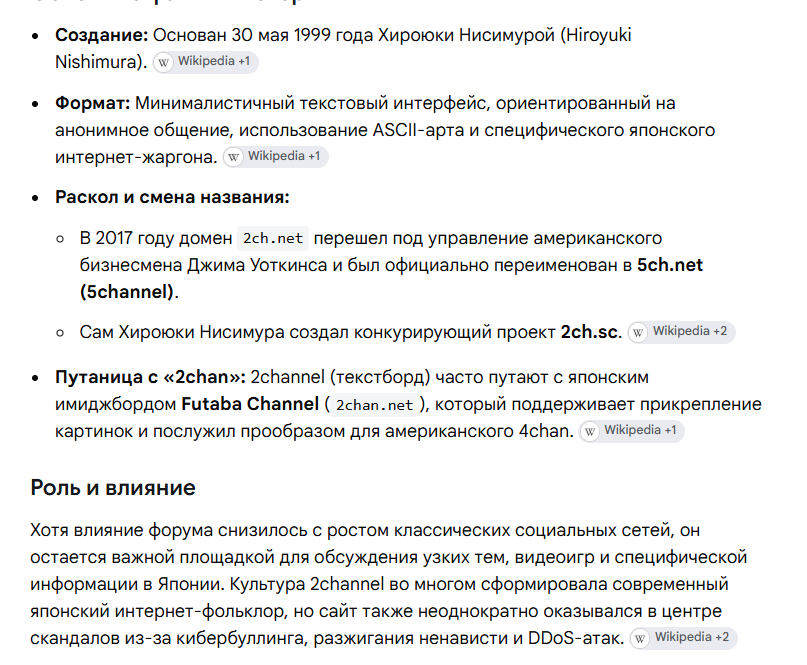 Создание: Основан 30 мая 1999 года Хироюки Нисимурой (Hiroyuki
Nishimura). W Wikipedia +1
Формат: Минималистичный текстовый интерфейс, ориентированный на
анонимное общение, использование ASCII-арта и специфического японского
интернет-жаргона. W Wikipedia +1
Раскол и смена названия:
В 2017 году домен 2ch.net перешел под управление американского
бизнесмена Джима Уоткинса и был официально переименован в 5ch.net
(5channel).
Сам Хироюки Нисимура создал конкурирующий проект 2ch.sc. W Wikipedia +2
Путаница с «2chan»: 2channel (текстборд) часто путают с японским
имиджбордом Futaba Channel ( 2chan.net ), который поддерживает прикрепление
картинок и послужил прообразом для американского 4chan. W Wikipedia +1
Роль и влияние
Хотя влияние форума снизилось с ростом классических социальных сетей, он
остается важной площадкой для обсуждения узких тем, видеоигр и специфической
информации в Японии. Культура 2channel во многом сформировала современный
японский интернет-фольклор, но сайт также неоднократно оказывался в центре
скандалов из-за кибербуллинга, разжигания ненависти и DDoS-атак. W Wikipedia +2